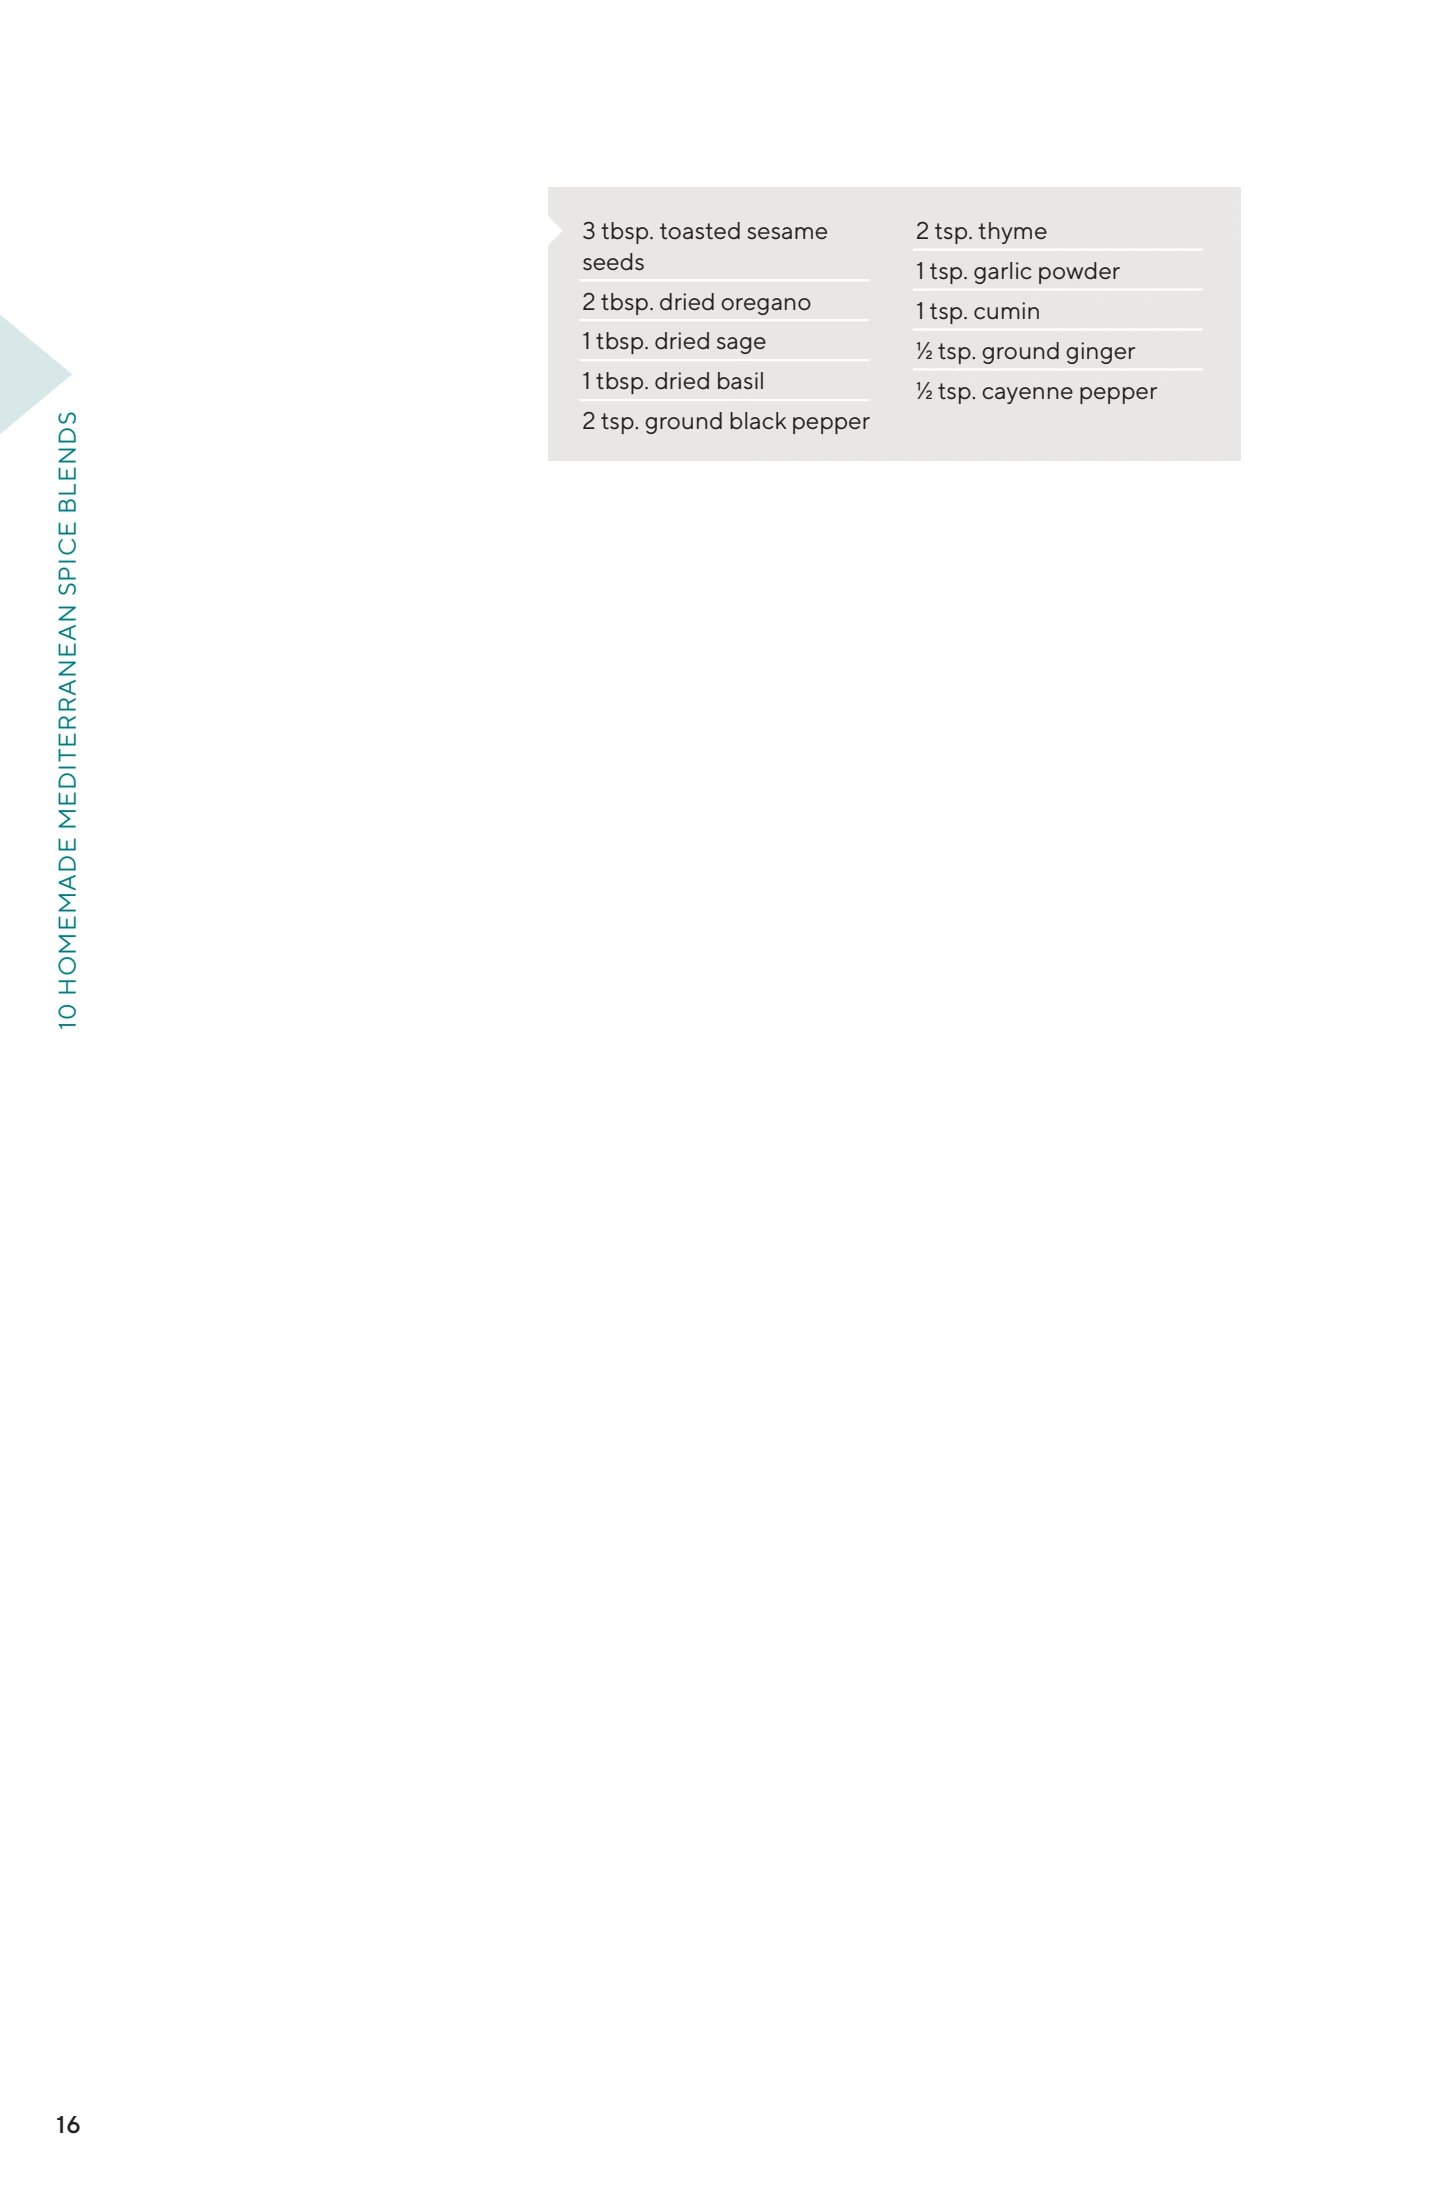 3 tbsp. toasted sesame
seeds
2 tbsp. dried oregano
1 tbsp. dried sage
1 tbsp. dried basil
2 tsp. ground black pepper
2 tsp. thyme
1 tsp. garlic powder
1 tsp. cumin
½ tsp. ground ginger
½ tsp. cayenne pepper
10 HOMEMADE MEDITERRANEAN SPICE BLENDS
16